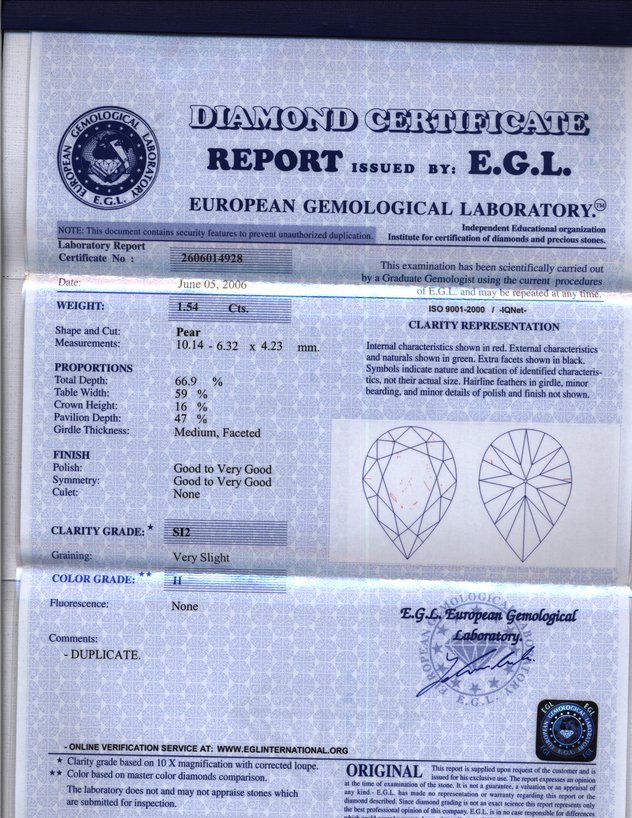 EUROPEAN GEMOLOGICAL LABORATORY
E.G.L.
DIAMOND CERTIFICATE
REPORT ISSUED BY: E.G.L.
EUROPEAN GEMOLOGICAL LABORATORY.™
Independent Educational organization
Institute for certification of diamonds and precious stones.
NOTE: This document contains security features to prevent unauthorized duplication.
Laboratory Report
Certificate No : 2606014928
Date: June 05, 2006
This examination has been scientifically carried out
by a Graduate Gemologist using the current procedures
of E.G.L. and may be repeated at any time.
WEIGHT: 1.54 Cts.
ISO 9001-2000 / -IQNet-
CLARITY REPRESENTATION
Shape and Cut: Pear
Measurements: 10.14 - 6.32 x 4.23 mm.
Internal characteristics shown in red. External characteristics
and naturals shown in green. Extra facets shown in black.
Symbols indicate nature and location of identified characteris-
tics, not their actual size. Hairline feathers in girdle, minor
bearding, and minor details of polish and finish not shown.
PROPORTIONS
Total Depth: 66.9 %
Table Width: 59 %
Crown Height: 16 %
Pavilion Depth: 47 %
Girdle Thickness: Medium, Faceted
FINISH
Polish: Good to Very Good
Symmetry: Good to Very Good
Culet: None
CLARITY GRADE: * SI2
Graining: Very Slight
COLOR GRADE: ** H
Fluorescence: None
E.G.L. European Gemological
Laboratory.
Comments:
- DUPLICATE.
EUROPEAN GEMOLOGICAL LABORATORY
E.G.L.
EGL EGL
- ONLINE VERIFICATION SERVICE AT: WWW.EGLINTERNATIONAL.ORG
* Clarity grade based on 10 X magnification with corrected loupe.
** Color based on master color diamonds comparison.
The laboratory does not and may not appraise stones which
are submitted for inspection.
ORIGINAL This report is supplied upon request of the customer and is
issued for his exclusive use. The report expresses an opinion
at the time of examination of the stone. It is not a guarantee, a valuation or an appraisal of
any kind.- E.G.L. has made no representation or warranty regarding this report or the
diamond described. Since diamond grading is not an exact science this report represents only
the best professional opinion of this company. E.G.L. is in no case responsible for differences